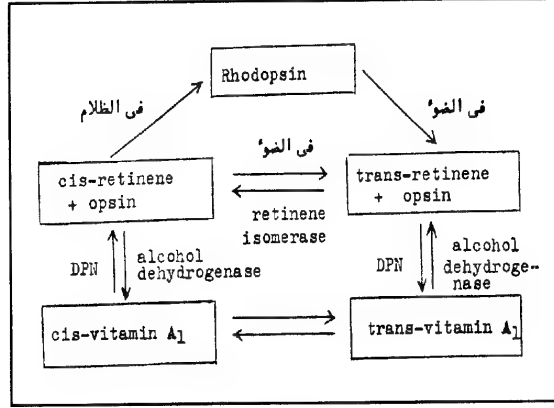 Rhodopsin
فى الظلام
فى الضوء
فى الضوء
cis-retinene
+ opsin
trans-retinene
+ opsin
retinene
isomerase
DPN
alcohol
dehydrogenase
DPN
alcohol
dehydroge-
nase
cis-vitamin A1
trans-vitamin A1